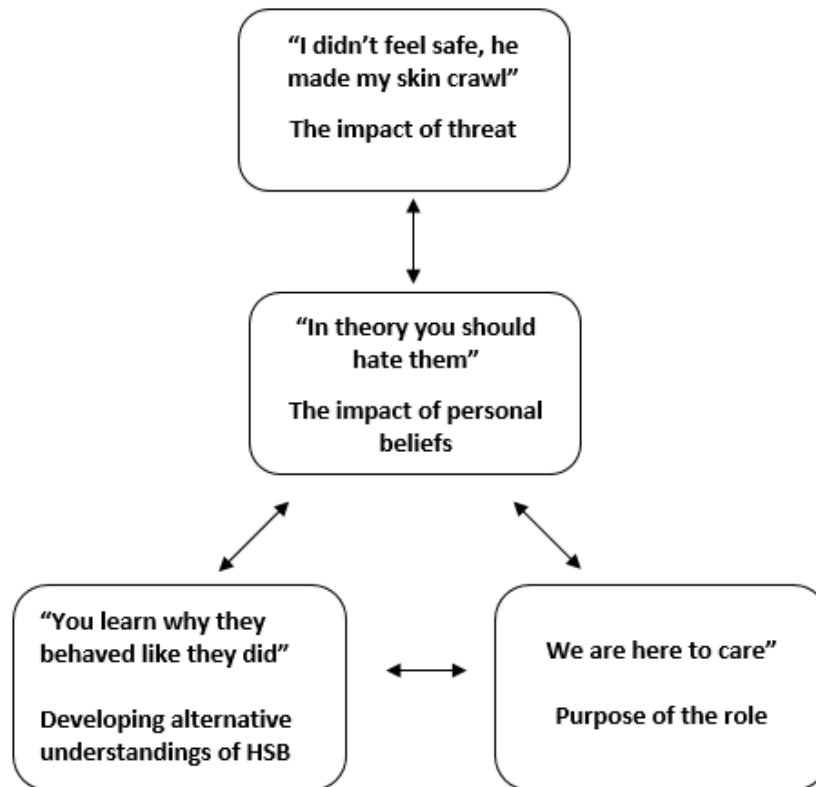 “I didn’t feel safe, he
made my skin crawl”
The impact of threat
“In theory you should
hate them”
The impact of personal
beliefs
“You learn why they
behaved like they did”
Developing alternative
understandings of HSB
We are here to care”
Purpose of the role